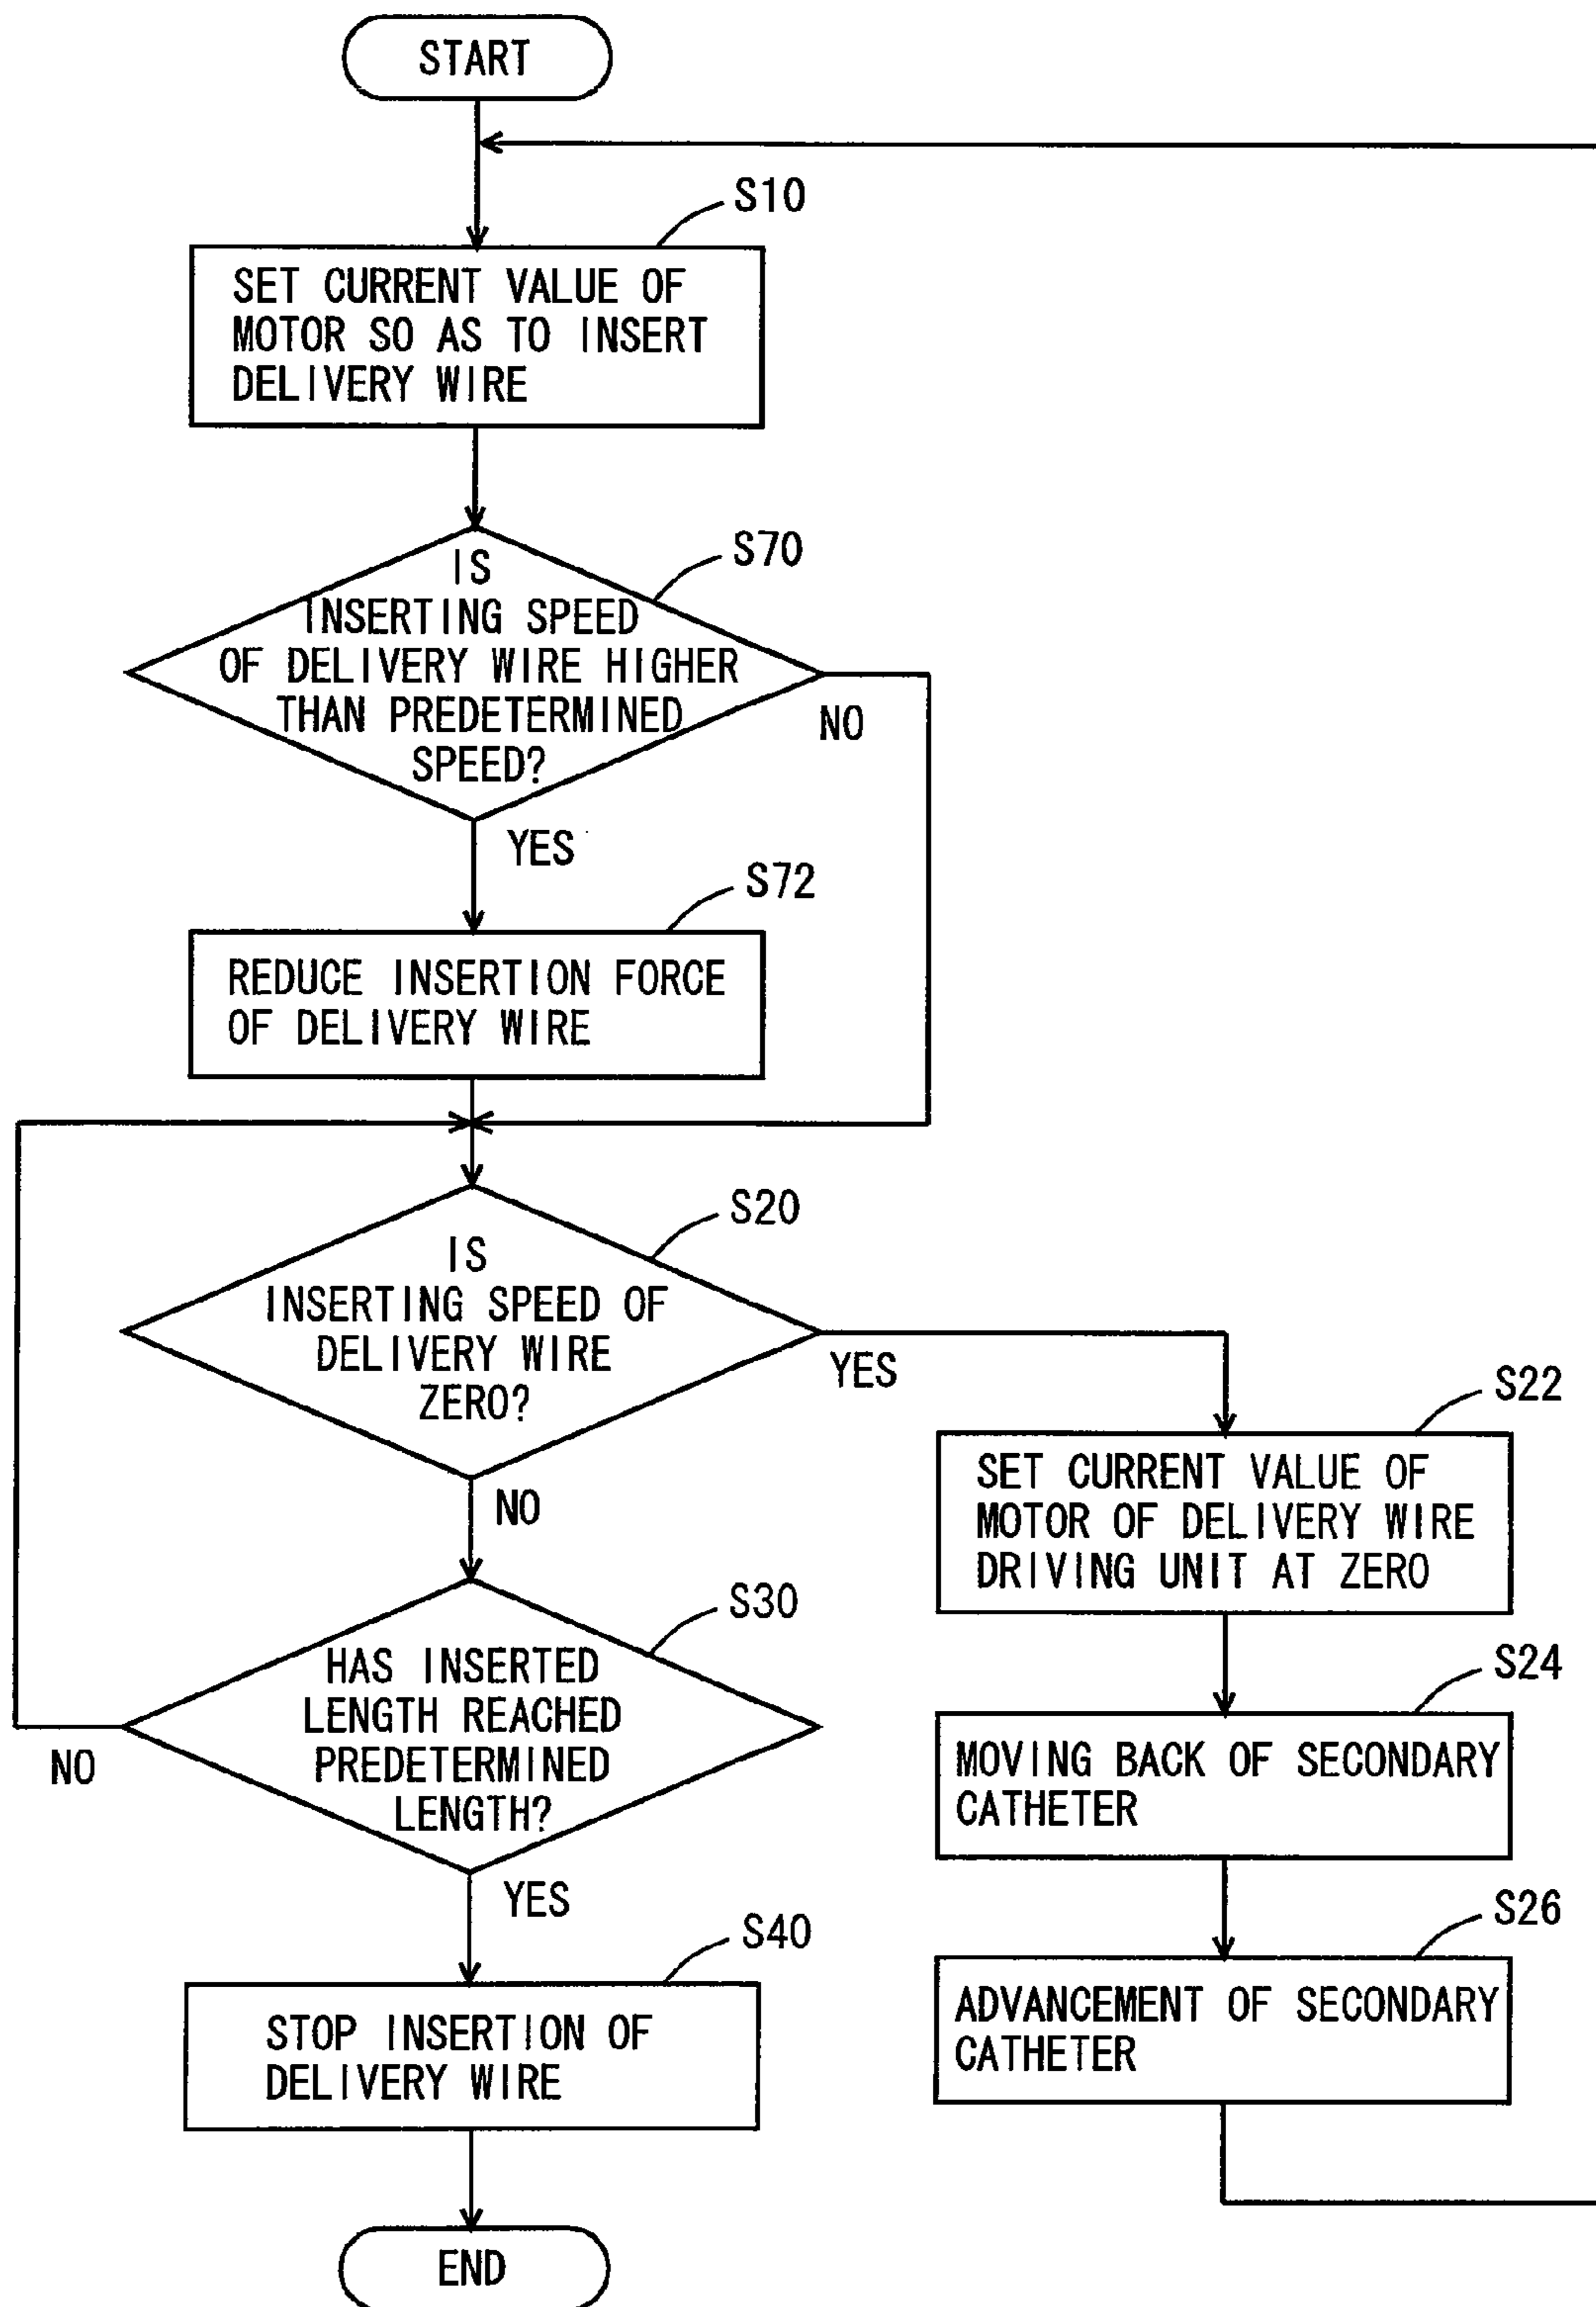 START
S10
SET CURRENT VALUE OF
MOTOR SO AS TO INSERT
DELIVERY WIRE
S70
IS
INSERTING SPEED
OF DELIVERY WIRE HIGHER
THAN PREDETERMINED
SPEED?
NO
YES
S72
REDUCE INSERTION FORCE
OF DELIVERY WIRE
S20
IS
INSERTING SPEED OF
DELIVERY WIRE
ZERO?
YES
NO
S22
SET CURRENT VALUE OF
MOTOR OF DELIVERY WIRE
DRIVING UNIT AT ZERO
S30
HAS INSERTED
LENGTH REACHED
PREDETERMINED
LENGTH?
NO
YES
S24
MOVING BACK OF SECONDARY
CATHETER
S26
ADVANCEMENT OF SECONDARY
CATHETER
S40
STOP INSERTION OF
DELIVERY WIRE
END